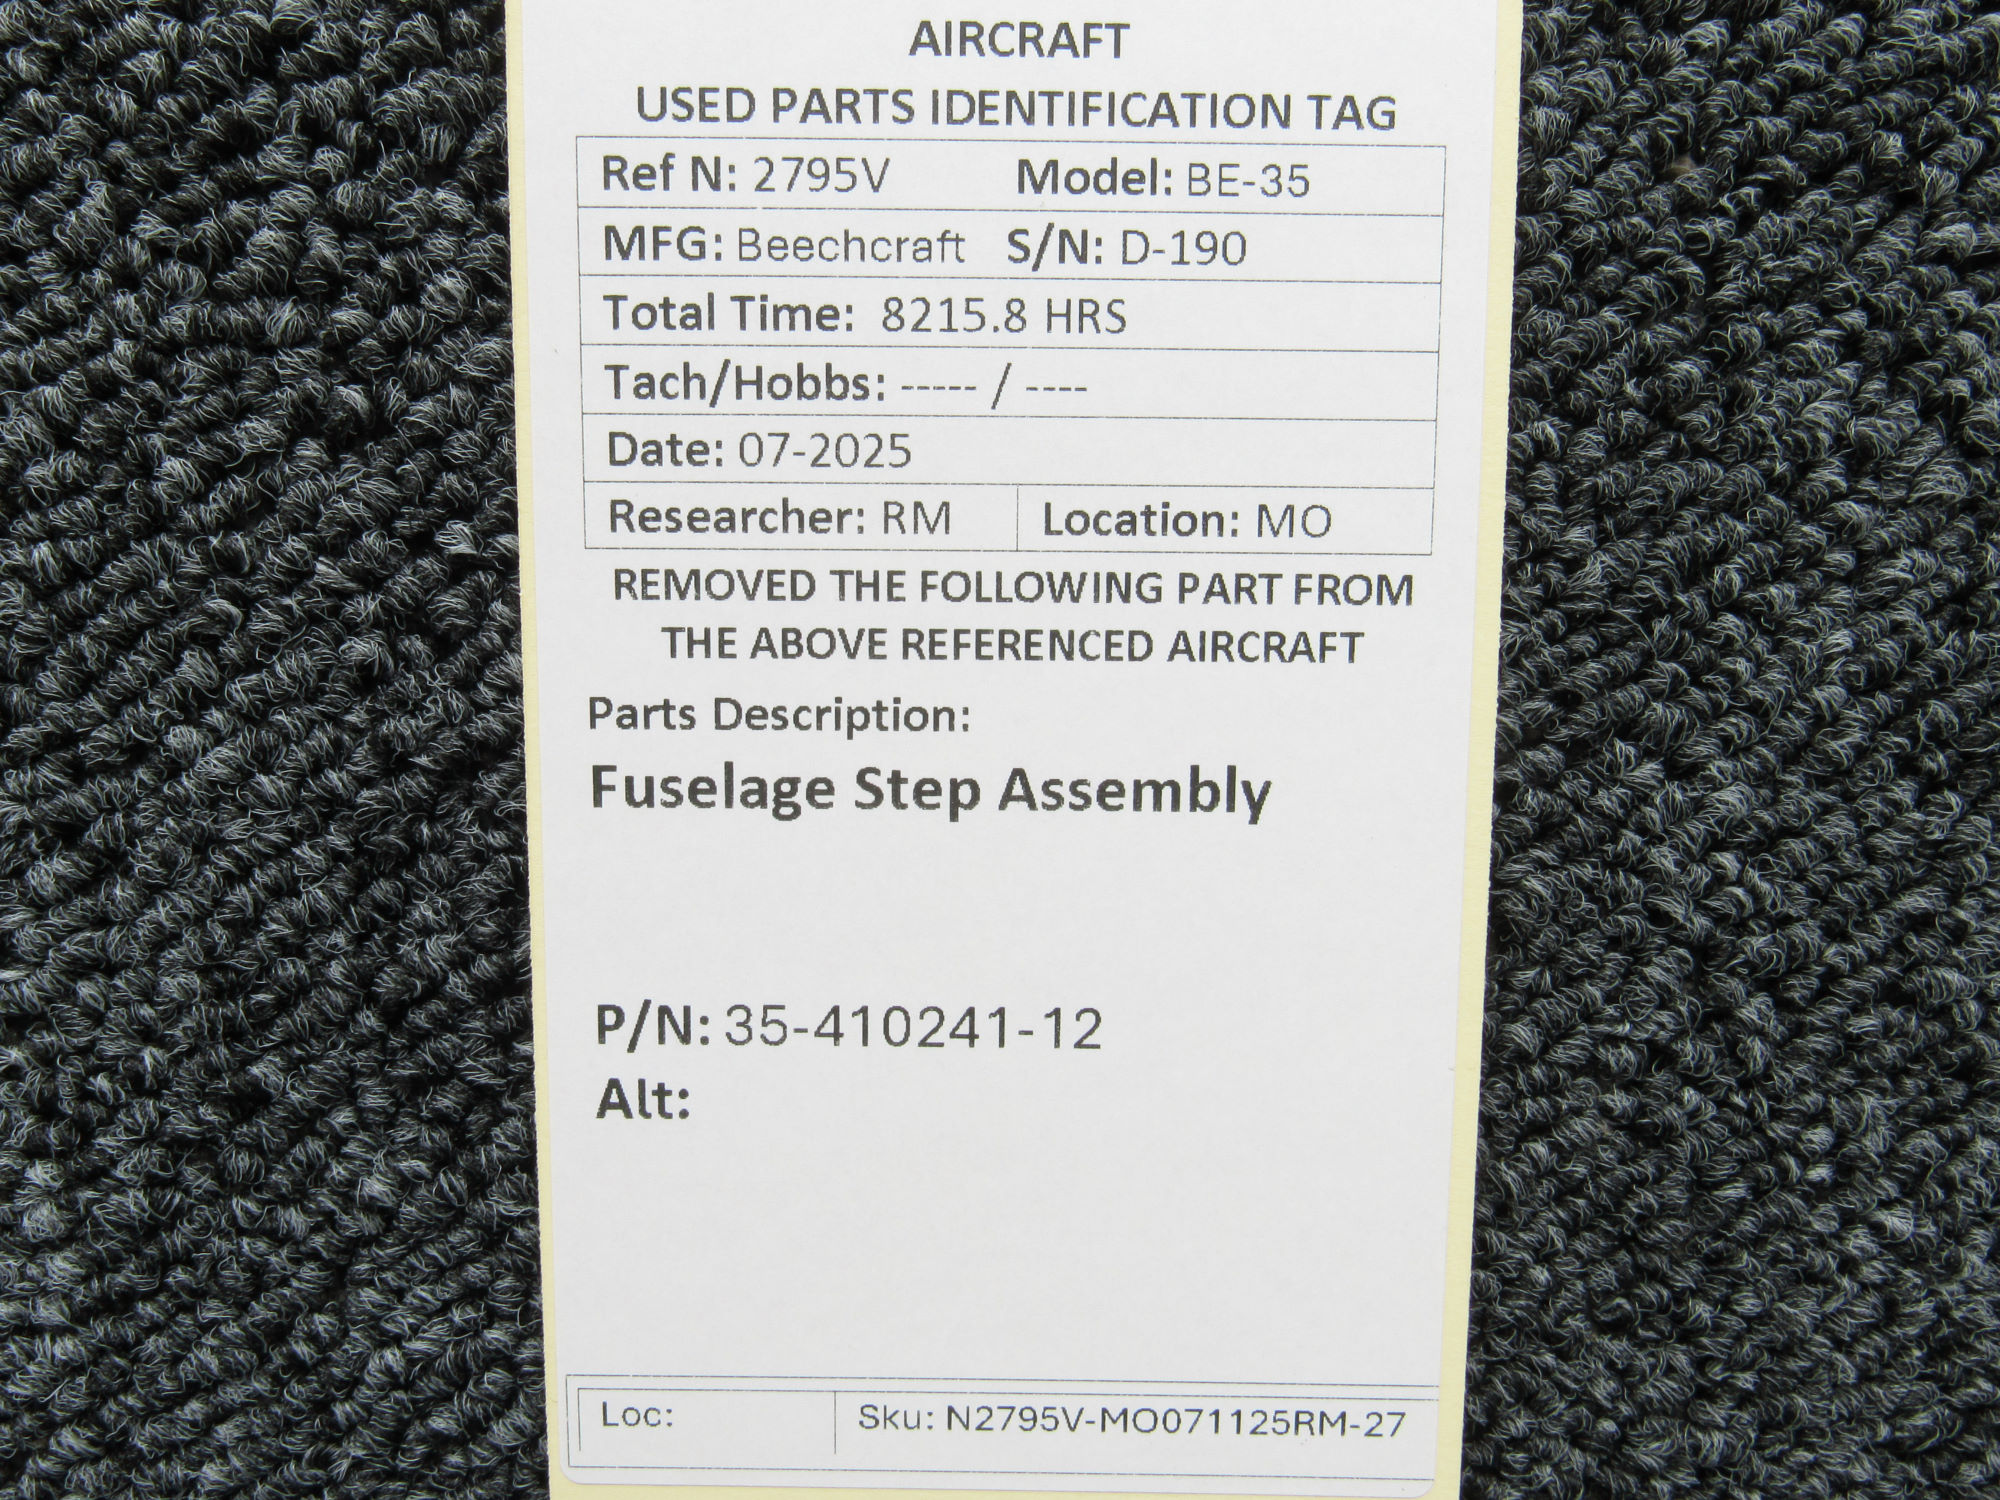 AIRCRAFT
USED PARTS IDENTIFICATION TAG
Ref N: 2795V Model: BE-35
MFG: Beechcraft S/N: D-190
Total Time: 8215.8 HRS
Tach/Hobbs: ----- / ----
Date: 07-2025
Researcher: RM Location: MO
REMOVED THE FOLLOWING PART FROM
THE ABOVE REFERENCED AIRCRAFT
Parts Description:
Fuselage Step Assembly
P/N: 35-410241-12
Alt:
Loc: Sku: N2795V-MO071125RM-27